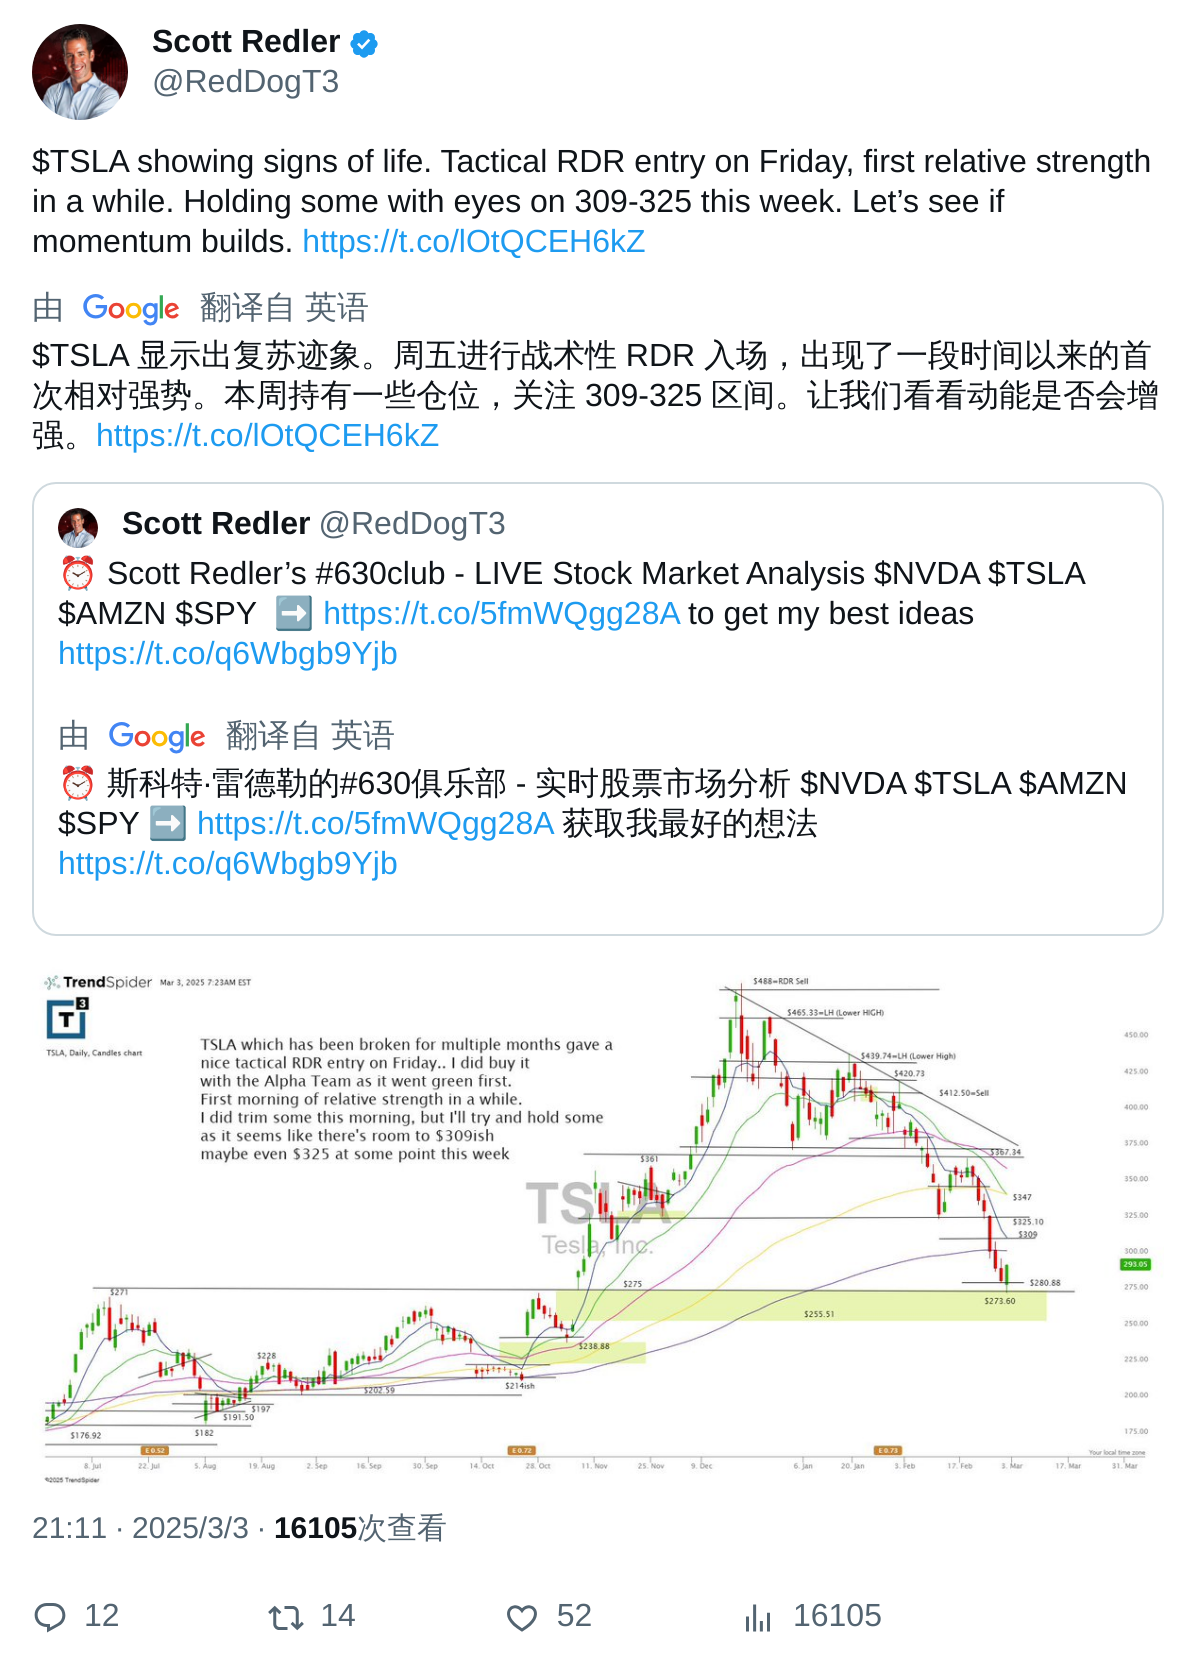 Scott Redler
@RedDogT3
$TSLA showing signs of life. Tactical RDR entry on Friday, first relative strength
in a while. Holding some with eyes on 309-325 this week. Let’s see if
momentum builds. https://t.co/lOtQCEH6kZ
由 Google 翻译自 英语
$TSLA 显示出复苏迹象。周五进行战术性 RDR 入场，出现了一段时间以来的首
次相对强势。本周持有一些仓位，关注 309-325 区间。让我们看看动能是否会增
强。https://t.co/lOtQCEH6kZ
Scott Redler @RedDogT3
⏰ Scott Redler’s #630club - LIVE Stock Market Analysis $NVDA $TSLA
$AMZN $SPY ➡️ https://t.co/5fmWQgg28A to get my best ideas
https://t.co/q6Wbgb9Yjb
由 Google 翻译自 英语
⏰ 斯科特·雷德勒的#630俱乐部 - 实时股票市场分析 $NVDA $TSLA $AMZN
$SPY ➡️ https://t.co/5fmWQgg28A 获取我最好的想法
https://t.co/q6Wbgb9Yjb
TrendSpider Mar 3, 2025 7:23AM EST
T3
TSLA, Daily, Candles chart
TSLA which has been broken for multiple months gave a
nice tactical RDR entry on Friday.. I did buy it
with the Alpha Team as it went green first.
First morning of relative strength in a while.
I did trim some this morning, but I'll try and hold some
as it seems like there's room to $309ish
maybe even $325 at some point this week
TSLA
Tesla, Inc.
$488=RDR Sell
$465.33=LH (Lower HIGH)
$439.74=LH (Lower High)
$420.73
$412.50=Sell
$367.34
$361
$347
$325.10
$309
$280.88
$275
$273.60
$271
$255.51
$238.88
$228
$214ish
$202.59
$197
$191.50
$182
$176.92
450.00
425.00
400.00
375.00
350.00
325.00
300.00
293.05
275.00
250.00
225.00
200.00
175.00
E 0.52
E 0.72
E 0.73
Your local time zone
8. Jul 22. Jul 5. Aug 19. Aug 2. Sep 16. Sep 30. Sep 14. Oct 28. Oct 11. Nov 25. Nov 9. Dec 6. Jan 20. Jan 3. Feb 17. Feb 3. Mar 17. Mar 31. Mar
©2025 TrendSpider
21:11 · 2025/3/3 · 16105次查看
12 14 52 16105